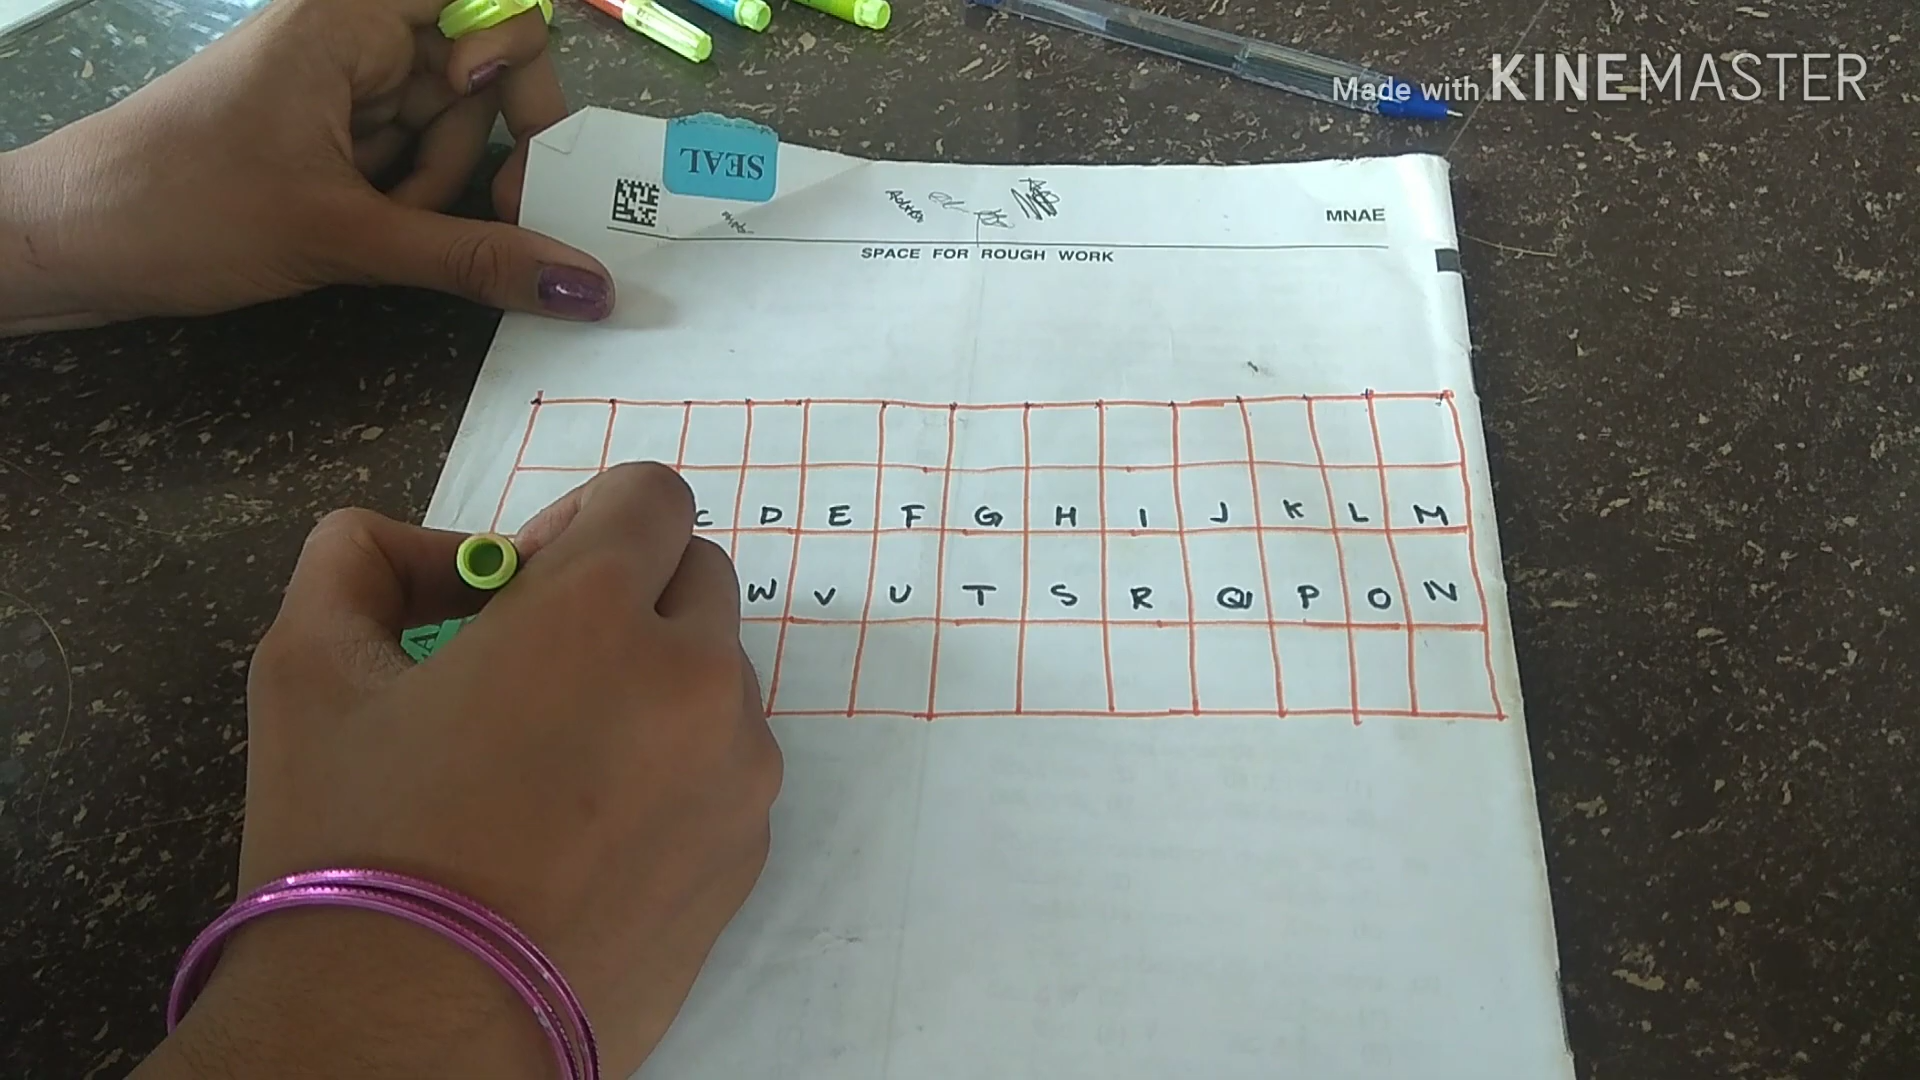 Made with KINEMASTER
SEAL
MNAE
SPACE FOR ROUGH WORK
C D E F G H I J K L M
W V U T S R Q P O N